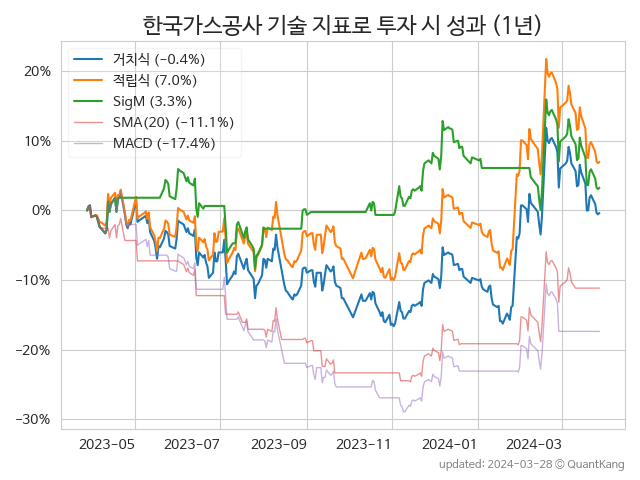 한국가스공사 기술 지표로 투자 시 성과 (1년)
거치식 (−0.4%)
적립식 (7.0%)
SigM (3.3%)
SMA(20) (−11.1%)
MACD (−17.4%)
20%
10%
0%
−10%
−20%
−30%
2023-05 2023-07 2023-09 2023-11 2024-01 2024-03
updated: 2024-03-28 © QuantKang